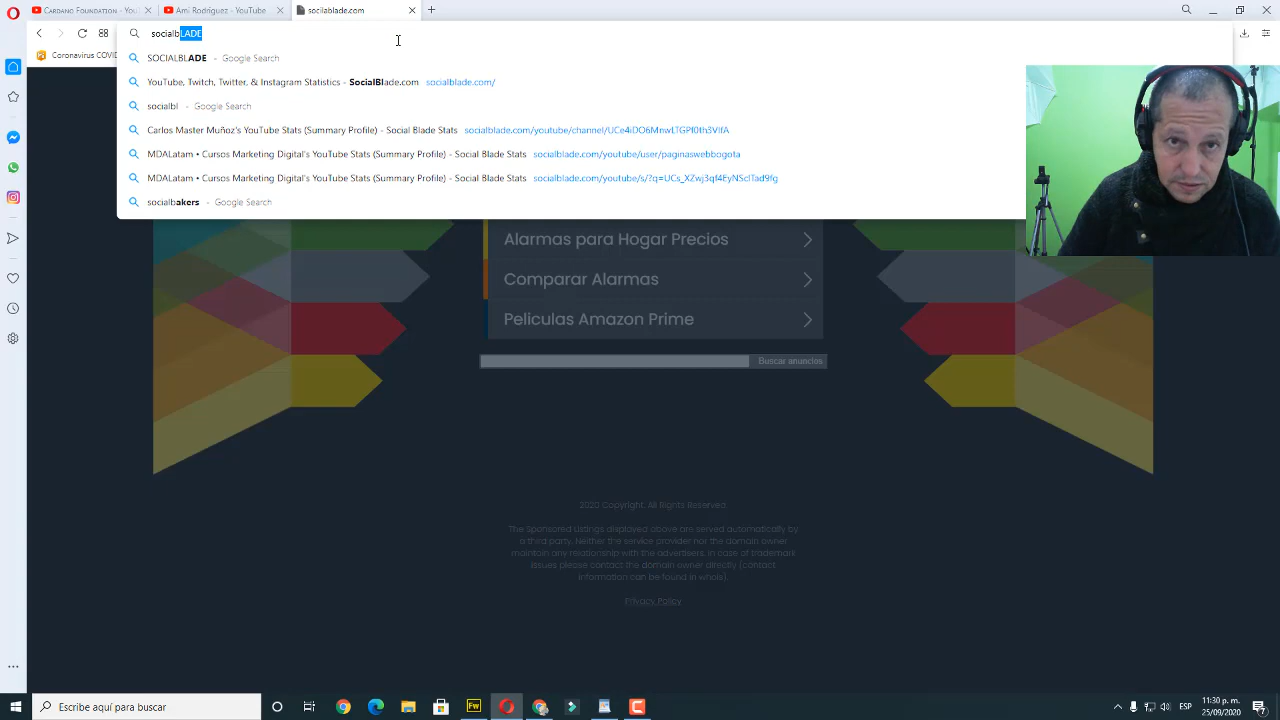 Cardano Foundation - YouTube
Rodríguez - YouTube
socialblde.com
socialbLADE
Coronavirus COVID
SOCIALBLADE - Google Search
YouTube, Twitch, Twitter, & Instagram Statistics - SocialBlade.com socialblade.com/
socialbl - Google Search
Carlos Master Muñoz's YouTube Stats (Summary Profile) - Social Blade Stats socialblade.com/youtube/channel/UCe4iDO6MnwLTGPf0th3VIfA
MDALatam • Cursos Marketing Digital's YouTube Stats (Summary Profile) - Social Blade Stats socialblade.com/youtube/user/paginaswebbogota
MDALatam • Cursos Marketing Digital's YouTube Stats (Summary Profile) - Social Blade Stats socialblade.com/youtube/s/?q=UCs_XZwj3qf4EyNSclTad9fg
socialbakers - Google Search
Alarmas para Hogar Precios
Comparar Alarmas
Peliculas Amazon Prime
Buscar anuncios
2020 Copyright. All Rights Reserved.
The Sponsored Listings displayed above are served automatically by
a third party. Neither the service provider nor the domain owner
maintain any relationship with the advertisers. In case of trademark
issues please contact the domain owner directly (contact
information can be found in whois).
Privacy Policy
Escribe aquí para buscar
Fw
ESP
11:30 p. m.
25/09/2020